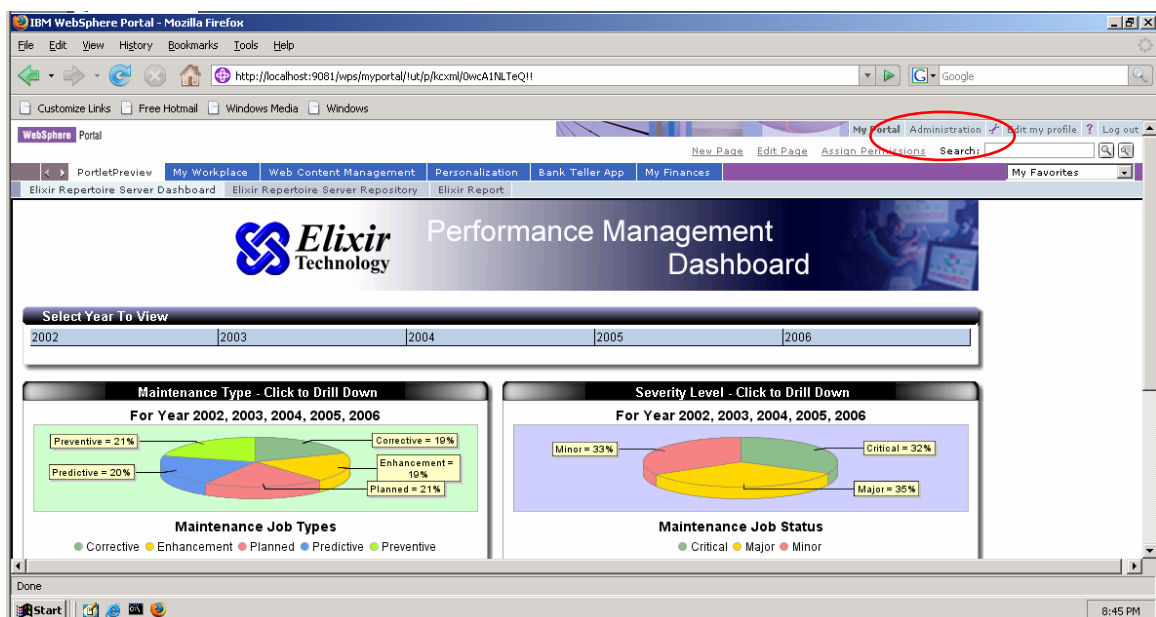 IBM WebSphere Portal - Mozilla Firefox
File Edit View History Bookmarks Tools Help
http://localhost:9081/wps/myportal/!ut/p/kcxml/0wcA1NLTeQ!! G Google
Customize Links Free Hotmail Windows Media Windows
WebSphere Portal My Portal Administration Edit my profile ? Log out
New Page Edit Page Assign Permissions Search:
PortletPreview My Workplace Web Content Management Personalization Bank Teller App My Finances My Favorites
Elixir Repertoire Server Dashboard Elixir Repertoire Server Repository Elixir Report
Elixir
Technology
Performance Management
Dashboard
Select Year To View
2002 2003 2004 2005 2006
Maintenance Type - Click to Drill Down
For Year 2002, 2003, 2004, 2005, 2006
Preventive = 21%
Corrective = 19%
Predictive = 20%
Enhancement =
19%
Planned = 21%
Maintenance Job Types
Corrective Enhancement Planned Predictive Preventive
Severity Level - Click to Drill Down
For Year 2002, 2003, 2004, 2005, 2006
Minor = 33%
Critical = 32%
Major = 35%
Maintenance Job Status
Critical Major Minor
Done
Start 8:45 PM